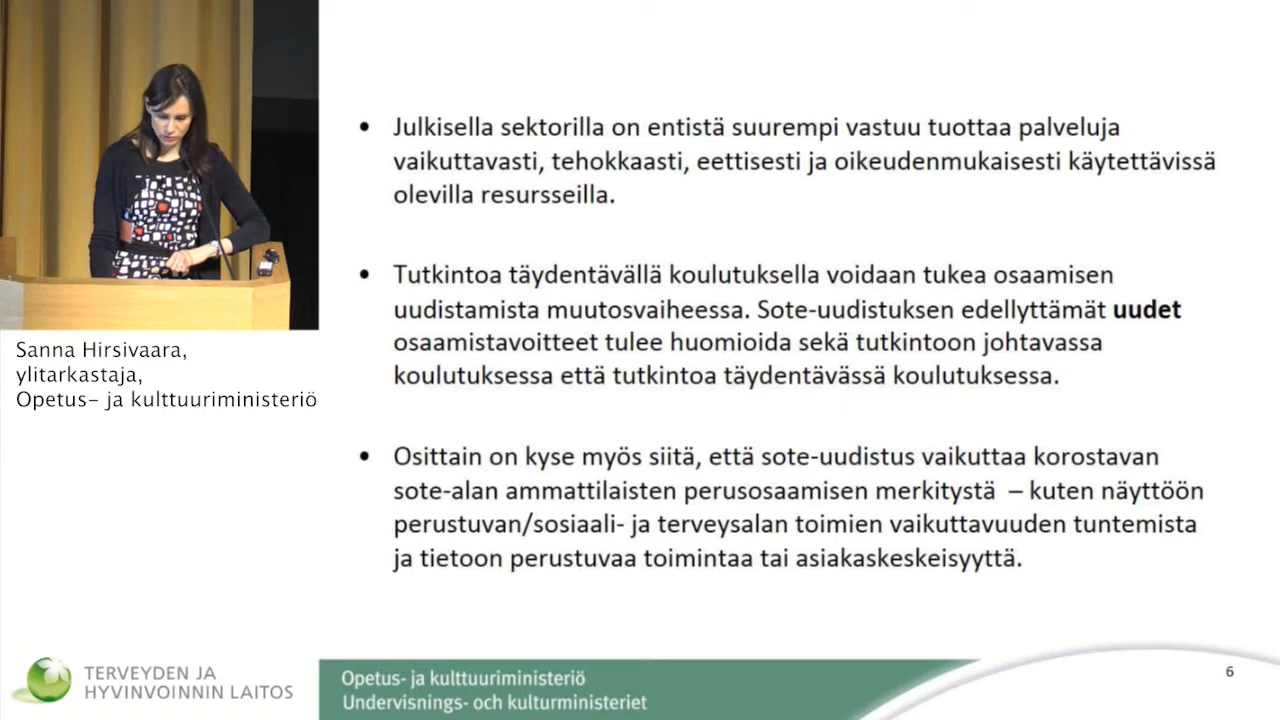 • Julkisella sektorilla on entistä suurempi vastuu tuottaa palveluja
vaikuttavasti, tehokkaasti, eettisesti ja oikeudenmukaisesti käytettävissä
olevilla resursseilla.
• Tutkintoa täydentävällä koulutuksella voidaan tukea osaamisen
uudistamista muutosvaiheessa. Sote-uudistuksen edellyttämät uudet
osaamistavoitteet tulee huomioida sekä tutkintoon johtavassa
koulutuksessa että tutkintoa täydentävässä koulutuksessa.
• Osittain on kyse myös siitä, että sote-uudistus vaikuttaa korostavan
sote-alan ammattilaisten perusosaamisen merkitystä – kuten näyttöön
perustuvan/sosiaali- ja terveysalan toimien vaikuttavuuden tuntemista
ja tietoon perustuvaa toimintaa tai asiakaskeskeisyyttä.
Sanna Hirsivaara,
ylitarkastaja,
Opetus- ja kulttuuriministeriö
TERVEYDEN JA
HYVINVOINNIN LAITOS
Opetus- ja kulttuuriministeriö
Undervisnings- och kulturministeriet
6